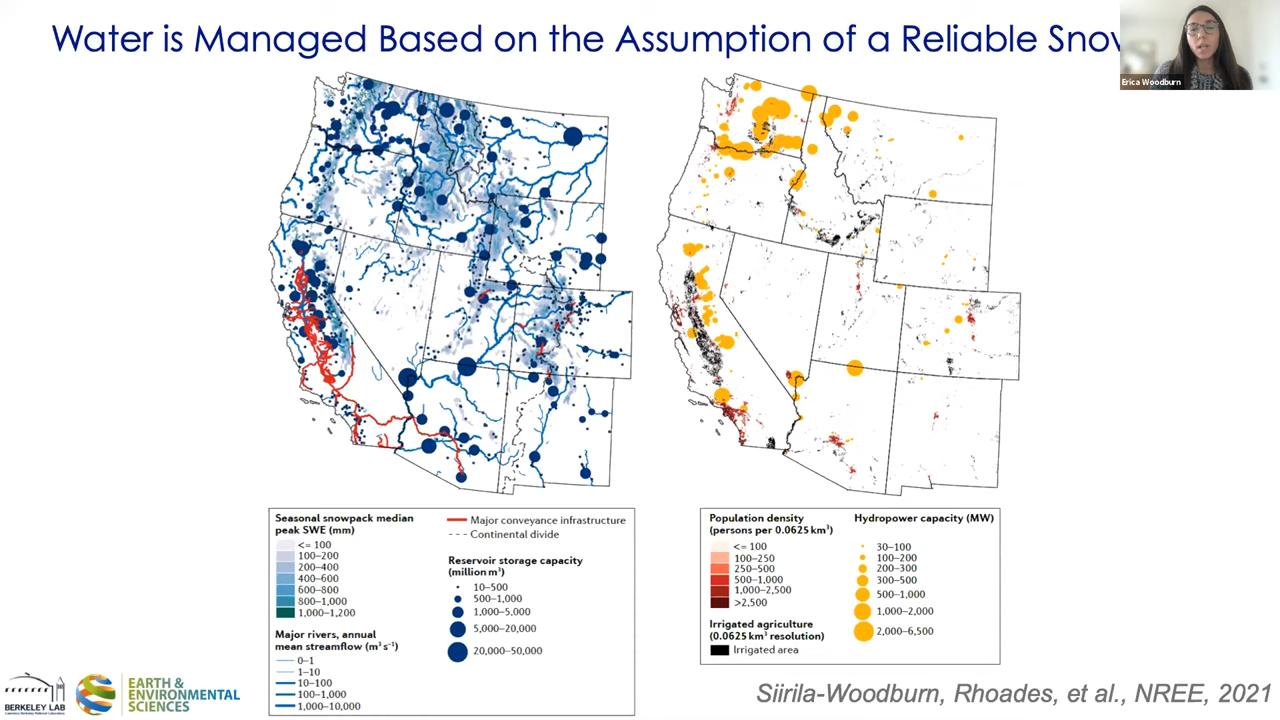 Water is Managed Based on the Assumption of a Reliable
Erica Woodburn
Seasonal snowpack median
peak SWE (mm)
<= 100
100–200
200–400
400–600
600–800
800–1,000
1,000–1,200
Major rivers, annual
mean streamflow (m³ s⁻¹)
0–1
1–10
10–100
100–1,000
1,000–10,000
Major conveyance infrastructure
Continental divide
Reservoir storage capacity
(million m³)
10–500
500–1,000
1,000–5,000
5,000–20,000
20,000–50,000
Population density
(persons per 0.0625 km²)
<= 100
100–250
250–500
500–1,000
1,000–2,500
>2,500
Irrigated agriculture
(0.0625 km² resolution)
Irrigated area
Hydropower capacity (MW)
30–100
100–200
200–300
300–500
500–1,000
1,000–2,000
2,000–6,500
BERKELEY LAB
EARTH &
ENVIRONMENTAL
SCIENCES
Siirila-Woodburn, Rhoades, et al., NREE, 2021